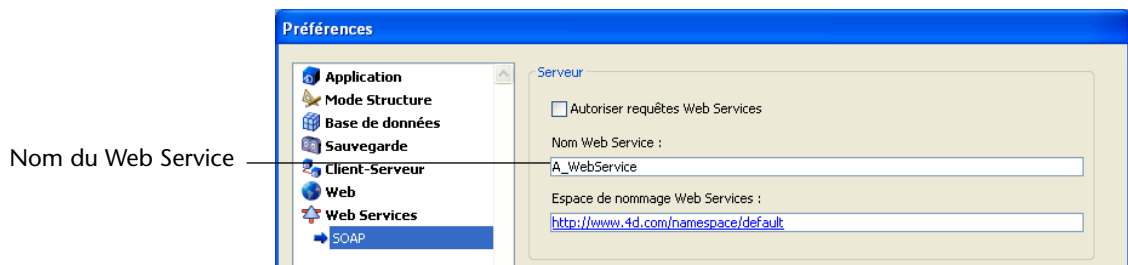 Préférences
Application
Mode Structure
Base de données
Sauvegarde
Client-Serveur
Web
Web Services
SOAP
Serveur
Autoriser requêtes Web Services
Nom Web Service :
A_WebService
Espace de nommage Web Services :
http://www.4d.com/namespace/default
Nom du Web Service